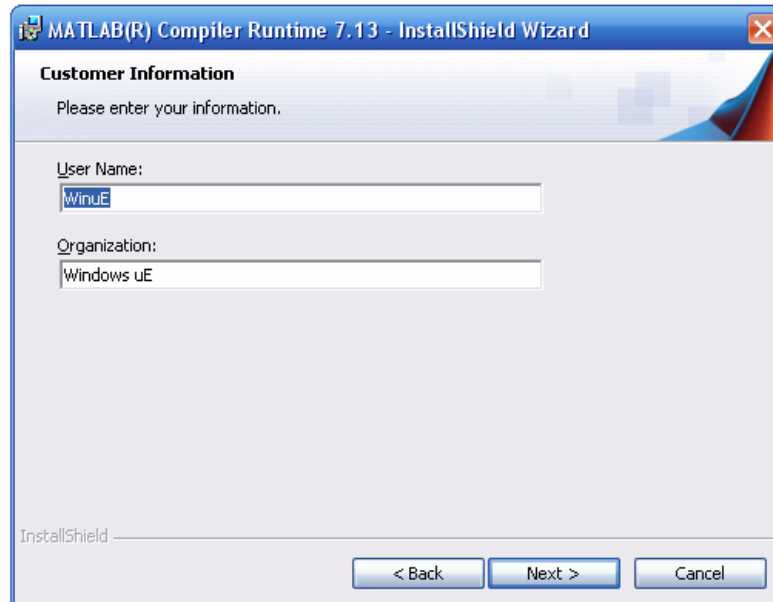 MATLAB(R) Compiler Runtime 7.13 - InstallShield Wizard
Customer Information
Please enter your information.
User Name:
WinuE
Organization:
Windows uE
InstallShield
< Back Next > Cancel